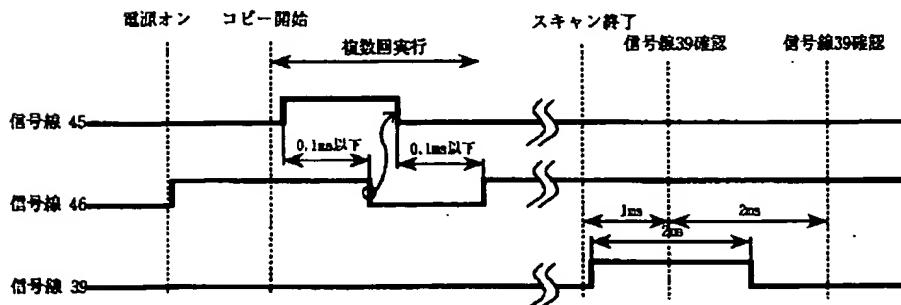 電源オン コピー開始 スキャン終了
複数回実行 信号線39確認 信号線39確認
信号線 45
0.1ms以下 0.1ms以下
信号線 46
1ms 2ms
2ms
信号線 39